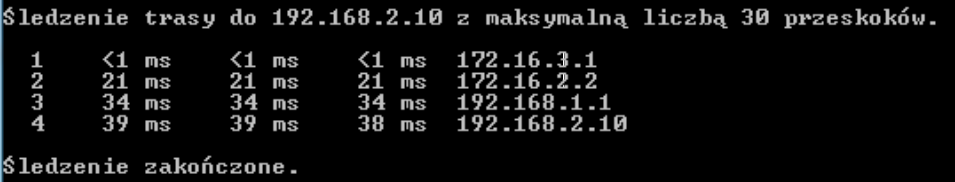 Śledzenie trasy do 192.168.2.10 z maksymalną liczbą 30 przeskoków.
1 <1 ms <1 ms <1 ms 172.16.3.1
2 21 ms 21 ms 21 ms 172.16.2.2
3 34 ms 34 ms 34 ms 192.168.1.1
4 39 ms 39 ms 38 ms 192.168.2.10
Śledzenie zakończone.